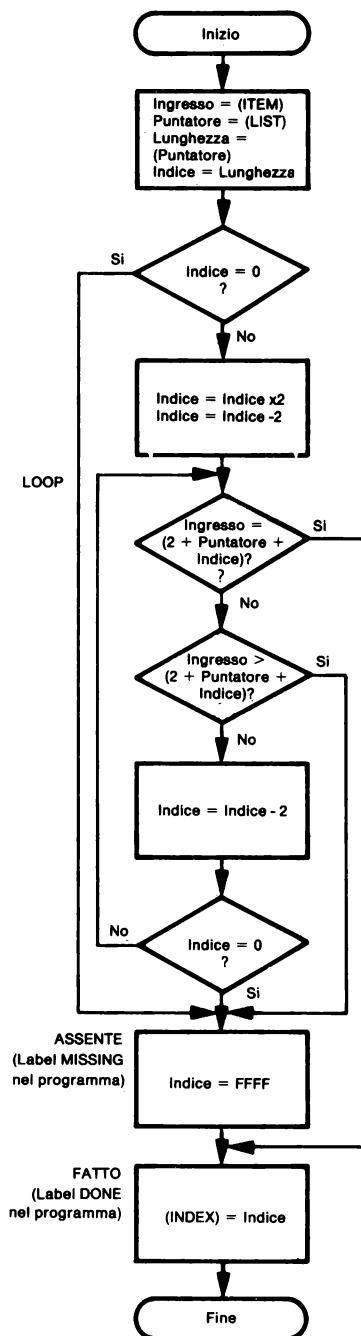 Inizio
Ingresso = (ITEM)
Puntatore = (LIST)
Lunghezza =
(Puntatore)
Indice = Lunghezza
Si
Indice = 0
?
No
Indice = Indice x2
Indice = Indice -2
LOOP
Ingresso =
(2 + Puntatore +
Indice)?
?
Si
No
Ingresso >
(2 + Puntatore +
Indice)?
Si
No
Indice = Indice - 2
No
Indice = 0
?
Si
ASSENTE
(Label MISSING
nel programma)
Indice = FFFF
FATTO
(Label DONE
nel programma)
(INDEX) = Indice
Fine